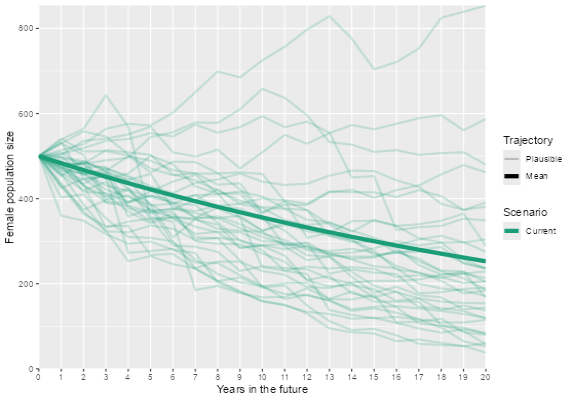 Female population size
800
600
400
200
0
0 1 2 3 4 5 6 7 8 9 10 11 12 13 14 15 16 17 18 19 20
Years in the future
Trajectory
Plausible
Mean
Scenario
Current